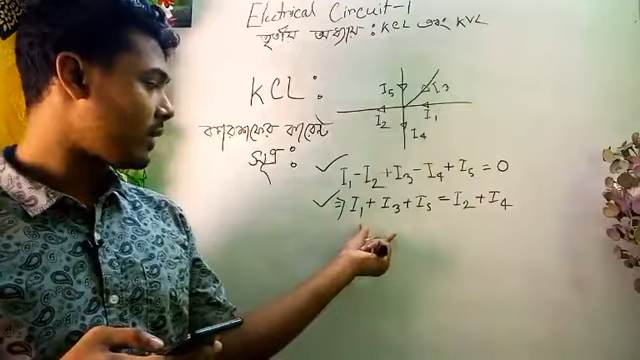 Electrical Circuit-1
তৃতীয় অধ্যায় : KCL এবং KVL
KCL :
কারশফের কারেন্ট
সূত্র :
I5
I3
I2
I1
I4
I1-I2+I3-I4+I5=0
⇒ I1+I3+I5=I2+I4